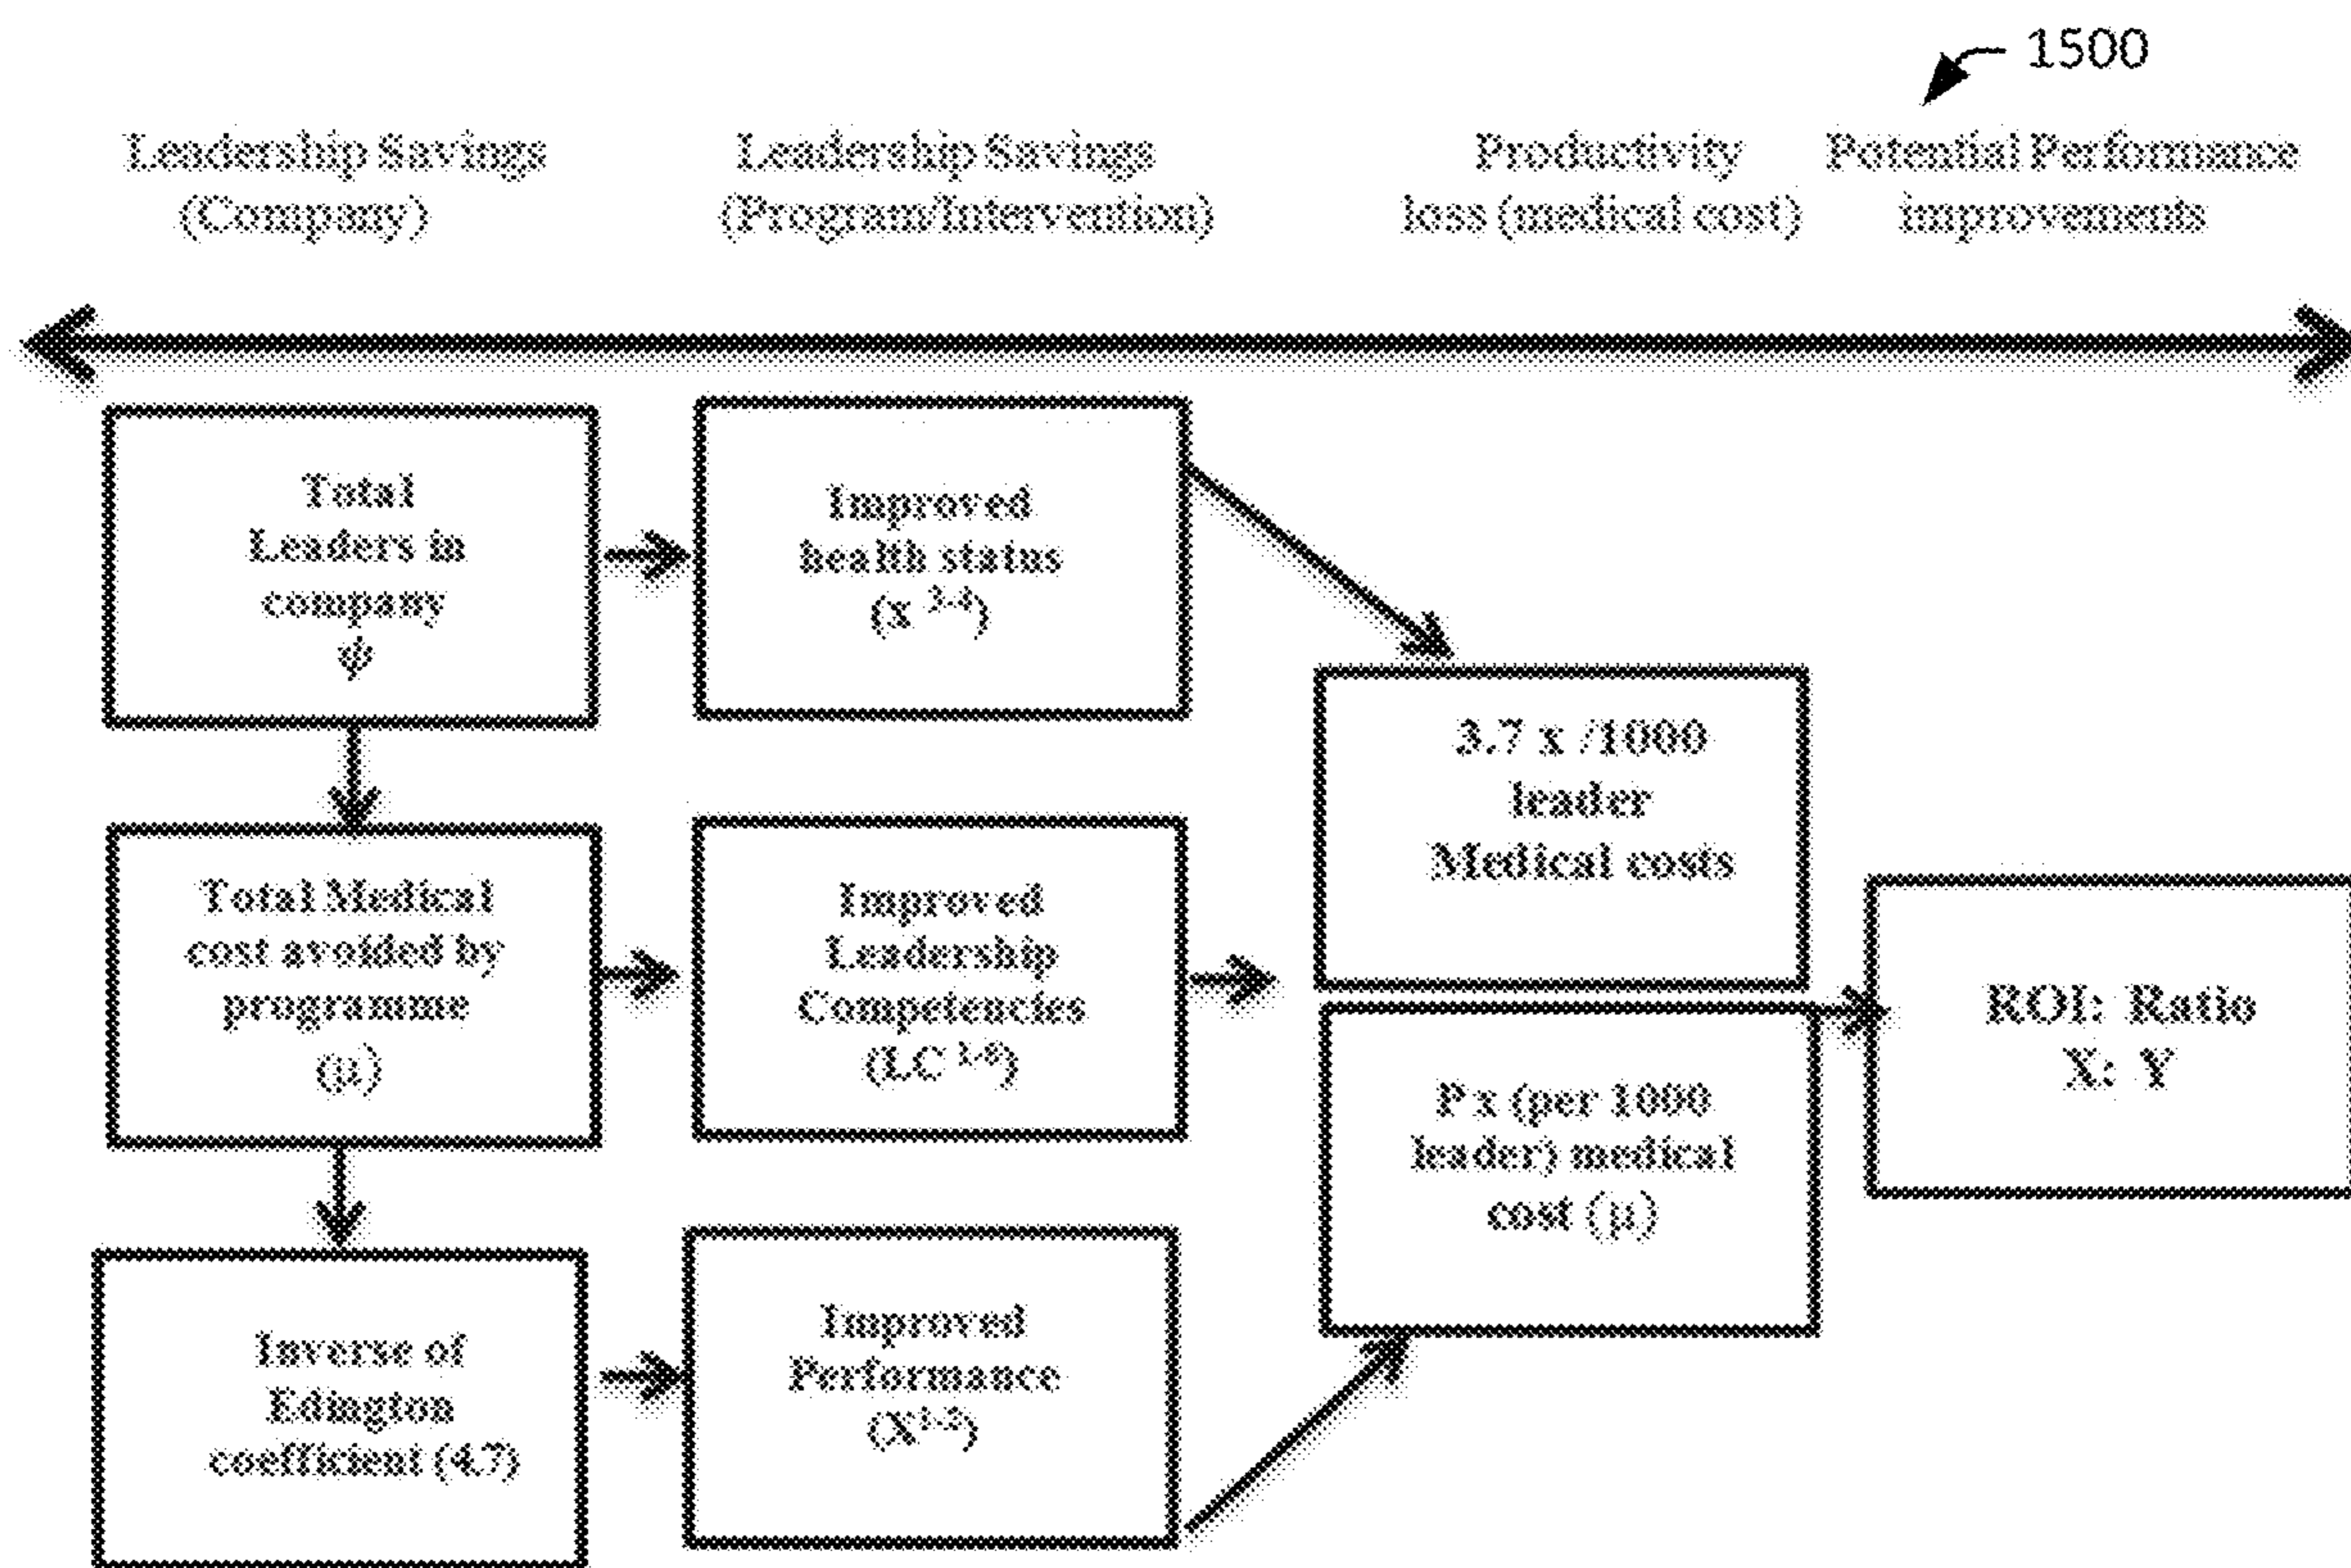 1500
Leadership Savings
(Company)
Leadership Savings
(Program/Intervention)
Productivity
loss (medical cost)
Potential Performance
improvements
Total
Leaders in
company
ψ
Improved
health status
(x
3.7 x /1000
leader
Medical costs
Total Medical
cost avoided by
programme
(μ)
Improved
Leadership
Competencies
(LC
P x (per 1000
leader) medical
cost (μ)
ROI: Ratio
X: Y
Inverse of
Edington
coefficient (4.7)
Improved
Performance
(X